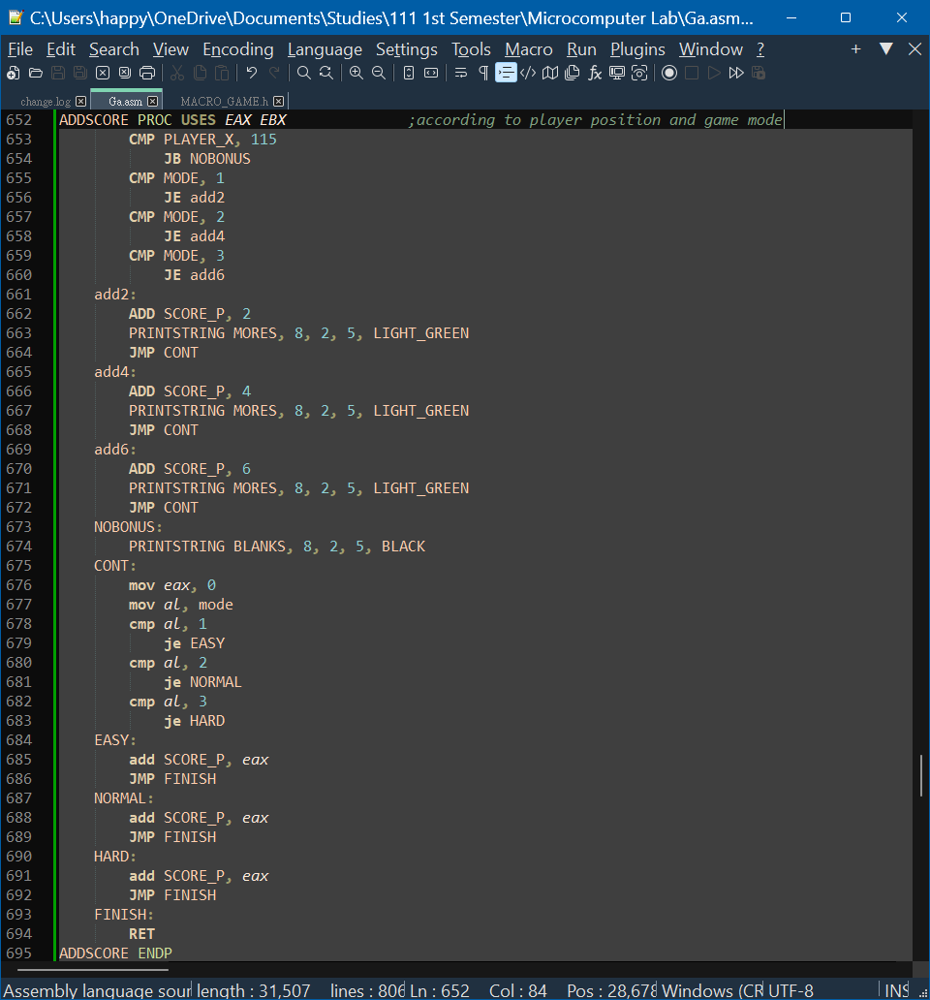 C:\Users\happy\OneDrive\Documents\Studies\111 1st Semester\Microcomputer Lab\Ga.asm...
File Edit Search View Encoding Language Settings Tools Macro Run Plugins Window ?
change.log Ga.asm MACRO_GAME.h
652 ADDSCORE PROC USES EAX EBX ;according to player position and game mode
653 CMP PLAYER_X, 115
654 JB NOBONUS
655 CMP MODE, 1
656 JE add2
657 CMP MODE, 2
658 JE add4
659 CMP MODE, 3
660 JE add6
661 add2:
662 ADD SCORE_P, 2
663 PRINTSTRING MORES, 8, 2, 5, LIGHT_GREEN
664 JMP CONT
665 add4:
666 ADD SCORE_P, 4
667 PRINTSTRING MORES, 8, 2, 5, LIGHT_GREEN
668 JMP CONT
669 add6:
670 ADD SCORE_P, 6
671 PRINTSTRING MORES, 8, 2, 5, LIGHT_GREEN
672 JMP CONT
673 NOBONUS:
674 PRINTSTRING BLANKS, 8, 2, 5, BLACK
675 CONT:
676 mov eax, 0
677 mov al, mode
678 cmp al, 1
679 je EASY
680 cmp al, 2
681 je NORMAL
682 cmp al, 3
683 je HARD
684 EASY:
685 add SCORE_P, eax
686 JMP FINISH
687 NORMAL:
688 add SCORE_P, eax
689 JMP FINISH
690 HARD:
691 add SCORE_P, eax
692 JMP FINISH
693 FINISH:
694 RET
695 ADDSCORE ENDP
Assembly language sour length : 31,507 lines : 806 Ln : 652 Col : 84 Pos : 28,678 Windows (CR UTF-8 INS